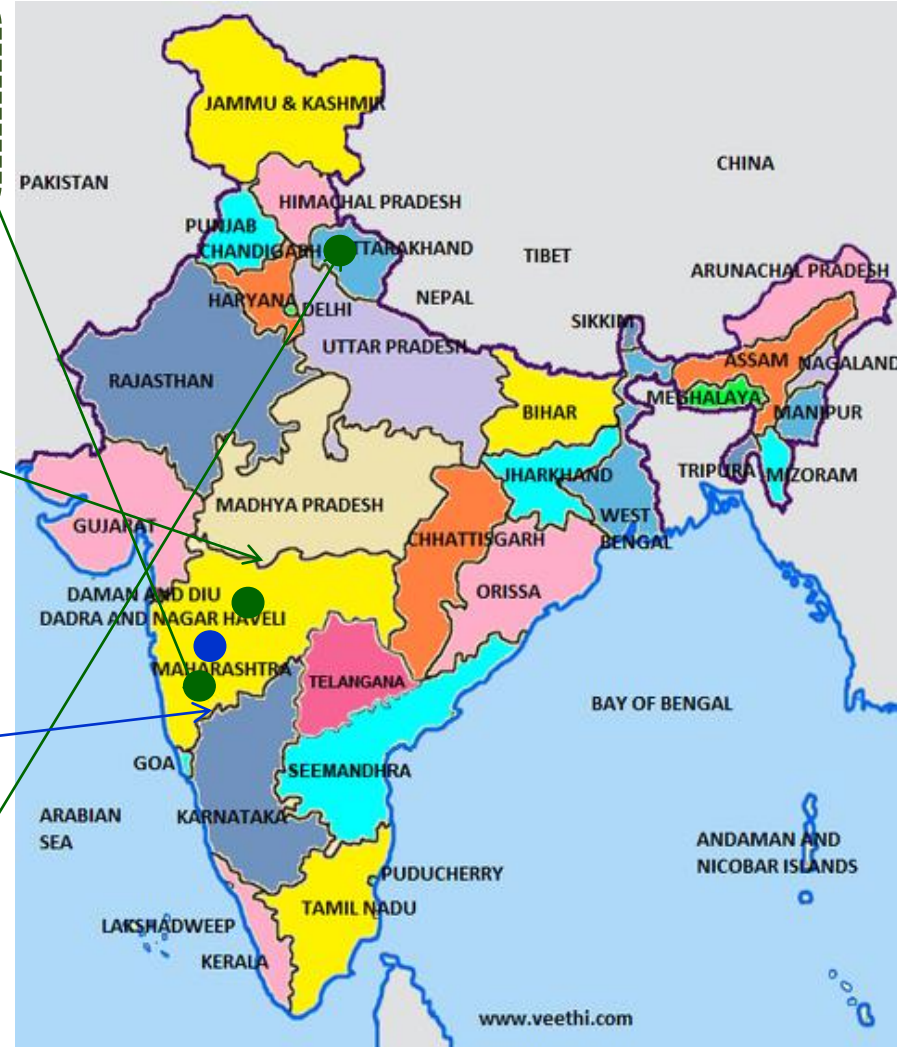 JAMMU & KASHMIR
CHINA
PAKISTAN
HIMACHAL PRADESH
PUNJAB
CHANDIGARH
UTTARAKHAND
TIBET
ARUNACHAL PRADESH
HARYANA
DELHI
NEPAL
SIKKIM
UTTAR PRADESH
ASSAM
NAGALAND
RAJASTHAN
MEGHALAYA
BIHAR
MANIPUR
JHARKHAND
TRIPURA
MIZORAM
MADHYA PRADESH
GUJARAT
WEST
BENGAL
CHHATTISGARH
ORISSA
DAMAN AND DIU
DADRA AND NAGAR HAVELI
MAHARASHTRA
TELANGANA
BAY OF BENGAL
GOA
SEEMANDHRA
ARABIAN
SEA
KARNATAKA
ANDAMAN AND
NICOBAR ISLANDS
PUDUCHERRY
TAMIL NADU
LAKSHADWEEP
KERALA
www.veethi.com